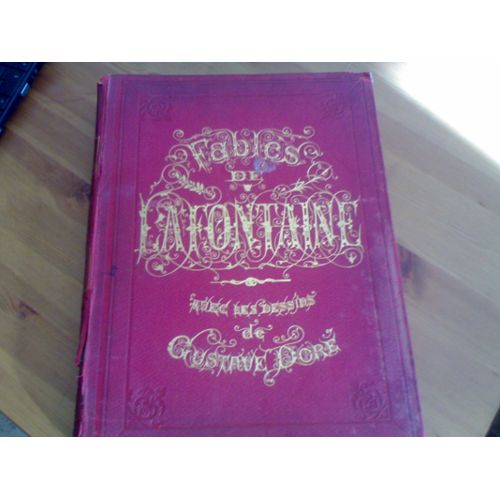 Fables
DE
LAFONTAINE
AVEC LES DESSINS
de
GUSTAVE DORÉ